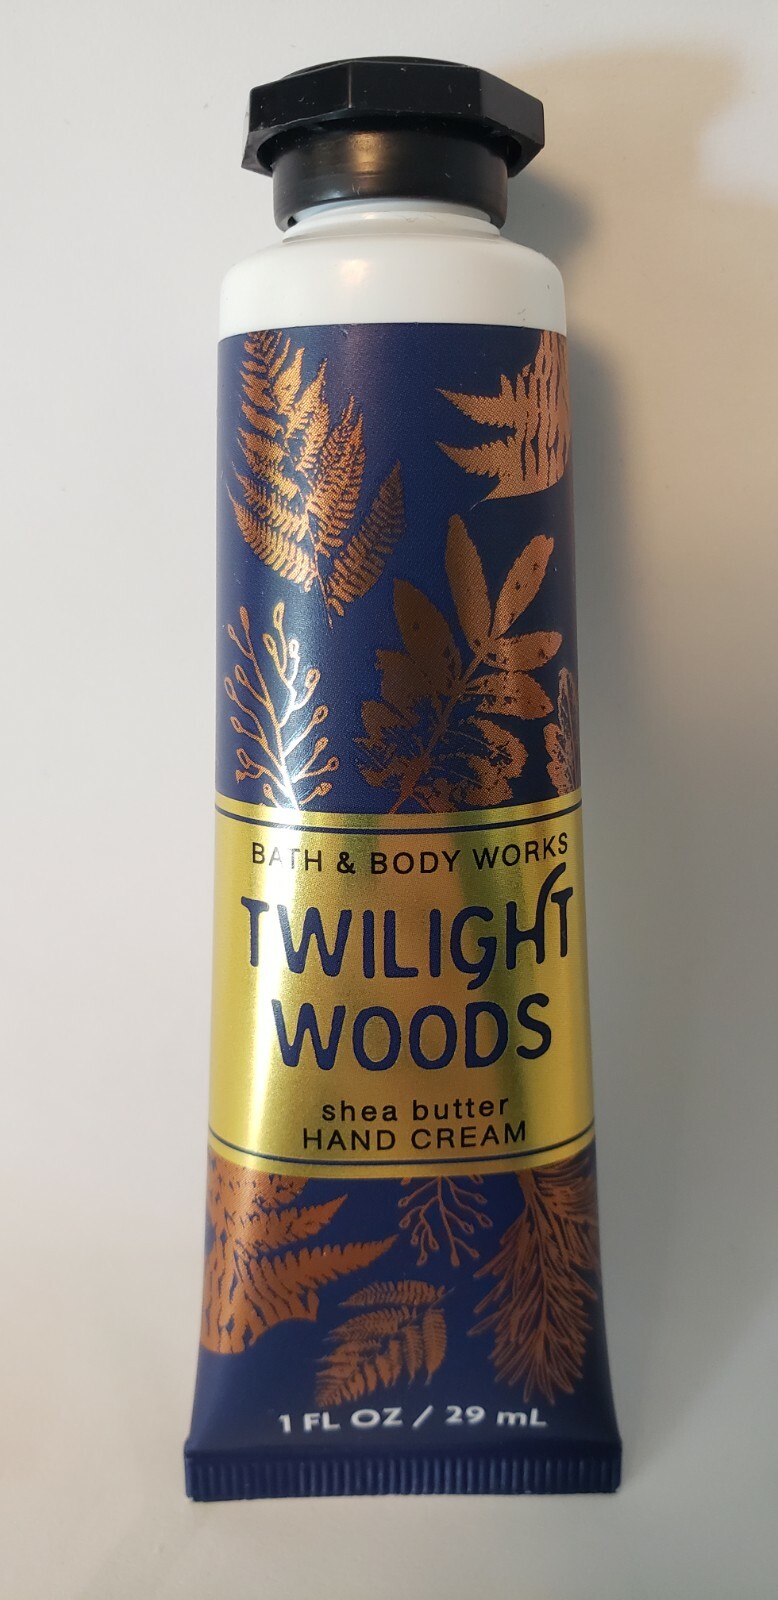 BATH & BODY WORKS
TWILIGHT
WOODS
shea butter
HAND CREAM
1 FL OZ / 29 mL